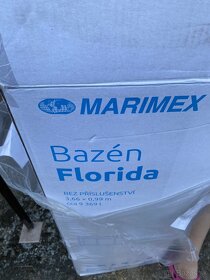 MARIMEX
Bazén
Florida
BEZ PŘÍSLUŠENSTVÍ
3,66 × 0,99 m